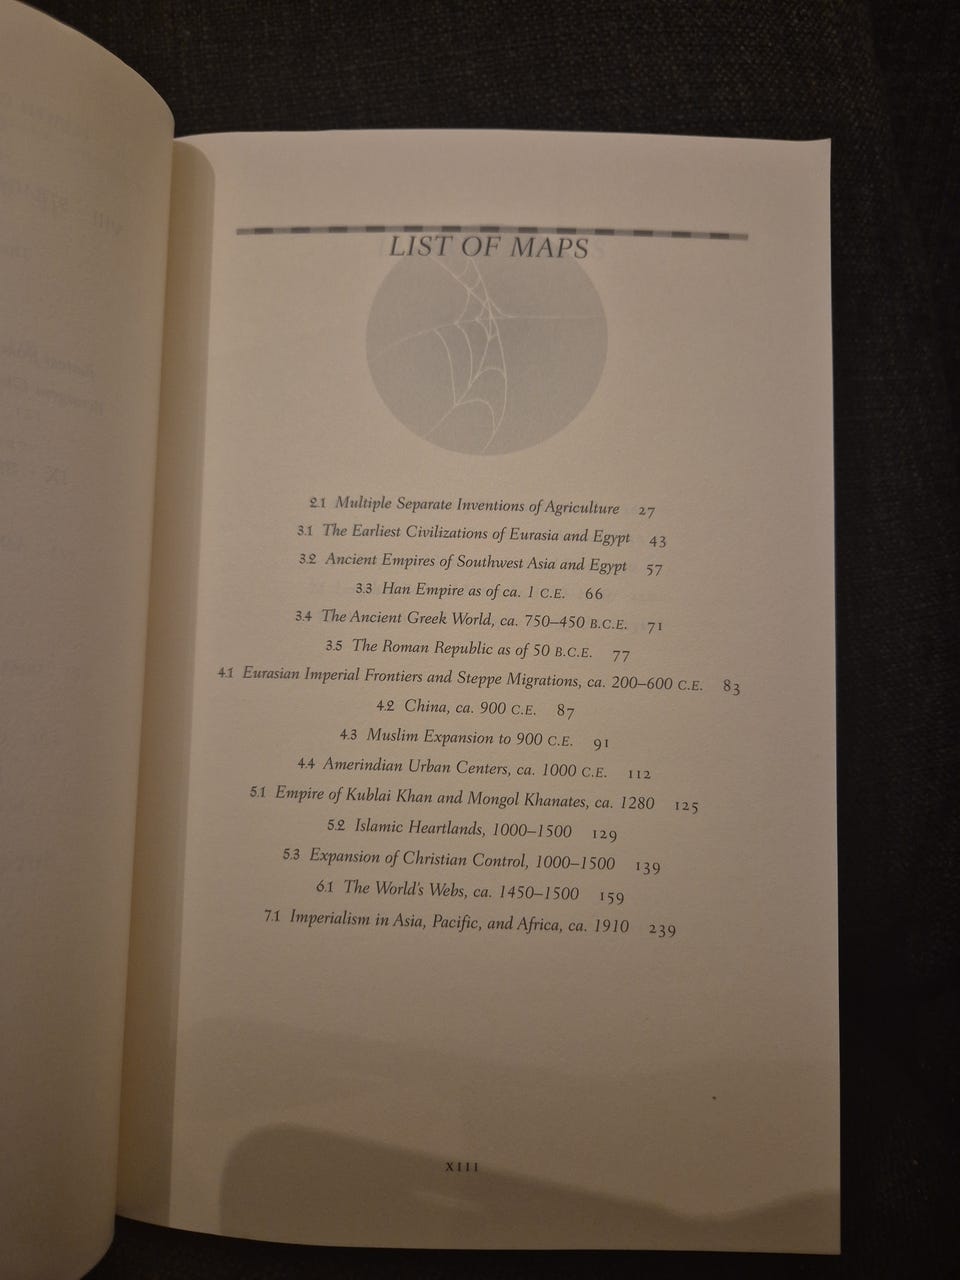 LIST OF MAPS
2.1 Multiple Separate Inventions of Agriculture 27
3.1 The Earliest Civilizations of Eurasia and Egypt 43
3.2 Ancient Empires of Southwest Asia and Egypt 57
3.3 Han Empire as of ca. 1 C.E. 66
3.4 The Ancient Greek World, ca. 750–450 B.C.E. 71
3.5 The Roman Republic as of 50 B.C.E. 77
4.1 Eurasian Imperial Frontiers and Steppe Migrations, ca. 200–600 C.E. 83
4.2 China, ca. 900 C.E. 87
4.3 Muslim Expansion to 900 C.E. 91
4.4 Amerindian Urban Centers, ca. 1000 C.E. 112
5.1 Empire of Kublai Khan and Mongol Khanates, ca. 1280 125
5.2 Islamic Heartlands, 1000–1500 129
5.3 Expansion of Christian Control, 1000–1500 139
6.1 The World's Webs, ca. 1450–1500 159
7.1 Imperialism in Asia, Pacific, and Africa, ca. 1910 239
XIII